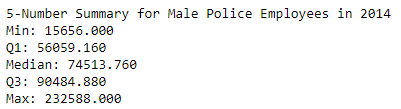 5-Number Summary for Male Police Employees in 2014
Min: 15656.000
Q1: 56059.160
Median: 74513.760
Q3: 90484.880
Max: 232588.000